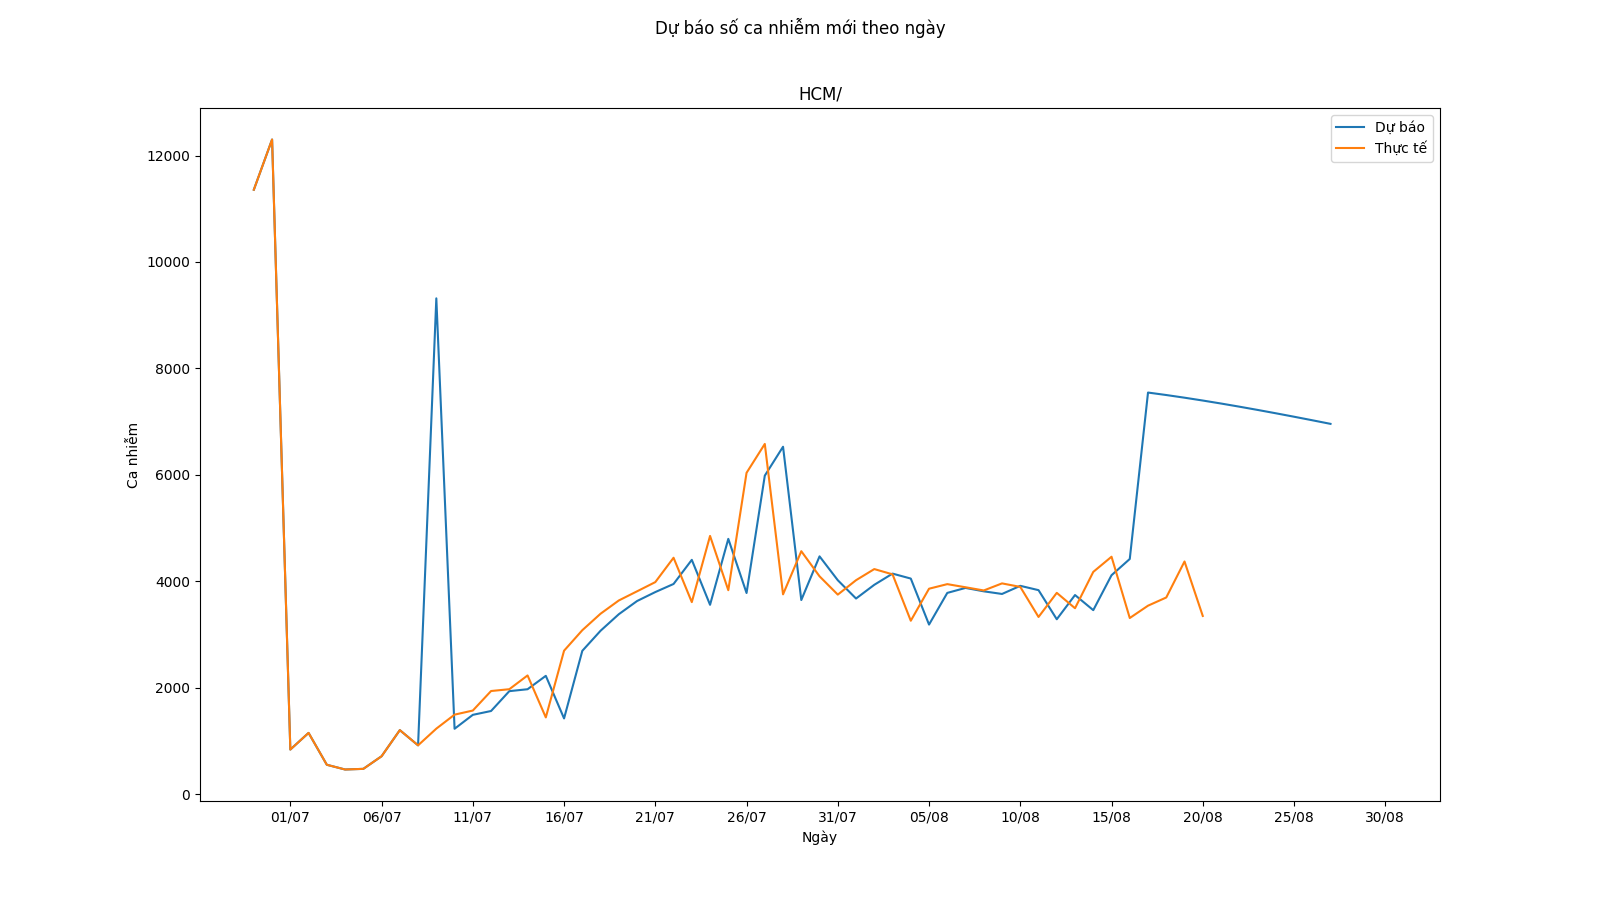 Dự báo số ca nhiễm mới theo ngày
HCM/
Dự báo
Thực tế
12000
10000
8000
6000
4000
2000
0
Ca nhiễm
01/07 06/07 11/07 16/07 21/07 26/07 31/07 05/08 10/08 15/08 20/08 25/08 30/08
Ngày